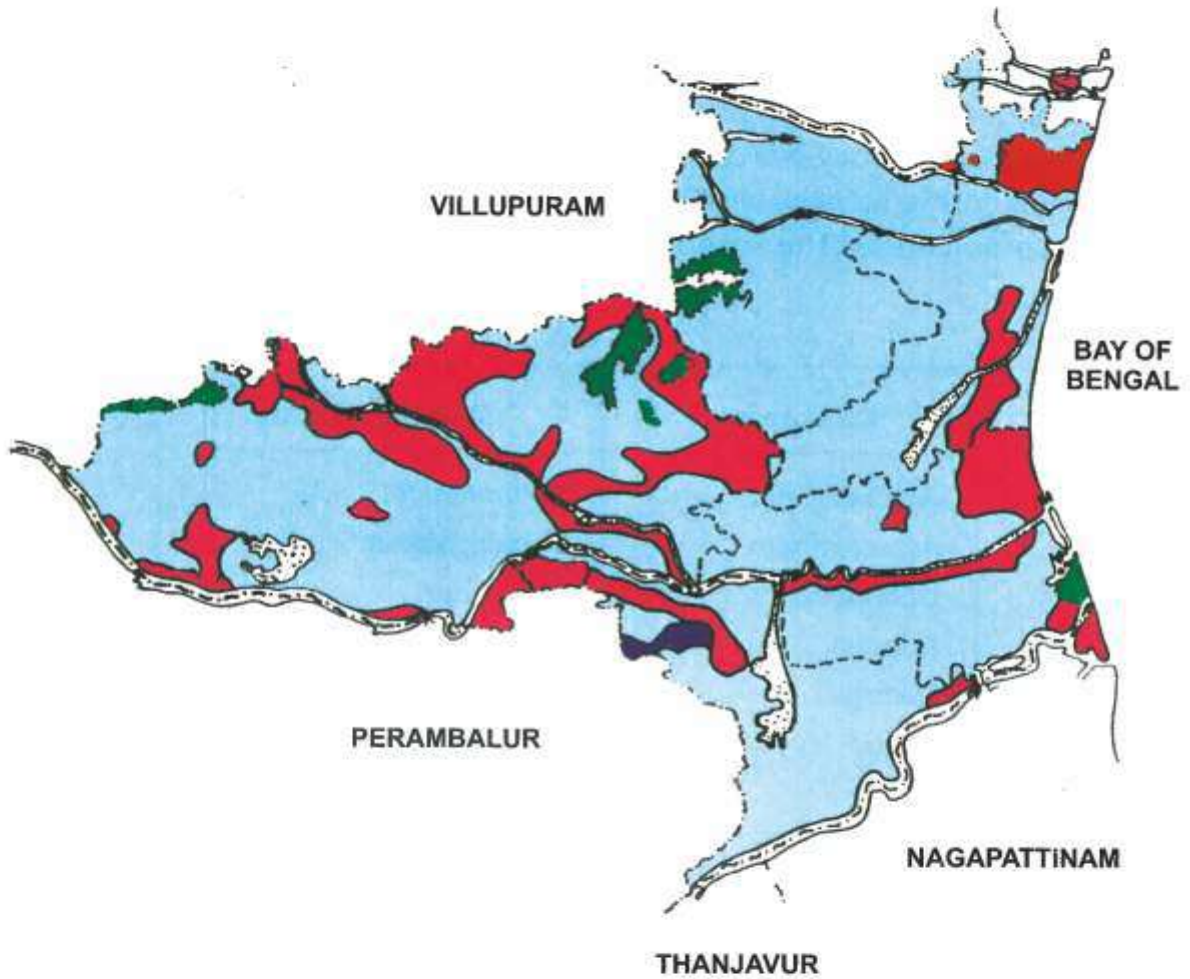 VILLUPURAM
BAY OF
BENGAL
PERAMBALUR
NAGAPATTINAM
THANJAVUR